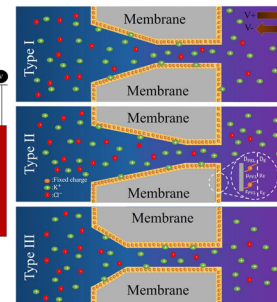 Membrane
V+
V-
Type I
Membrane
Membrane
Type II
:Fixed charge
:K⁺
:Cl⁻
Membrane
Membrane
Type III
Membrane